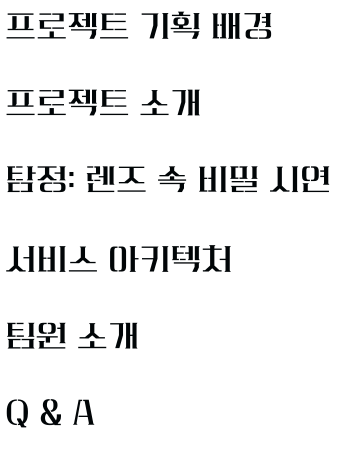 프로젝트 기획 배경
프로젝트 소개
탐정: 렌즈 속 비밀 시연
서비스 아키텍처
팀원 소개
Q & A